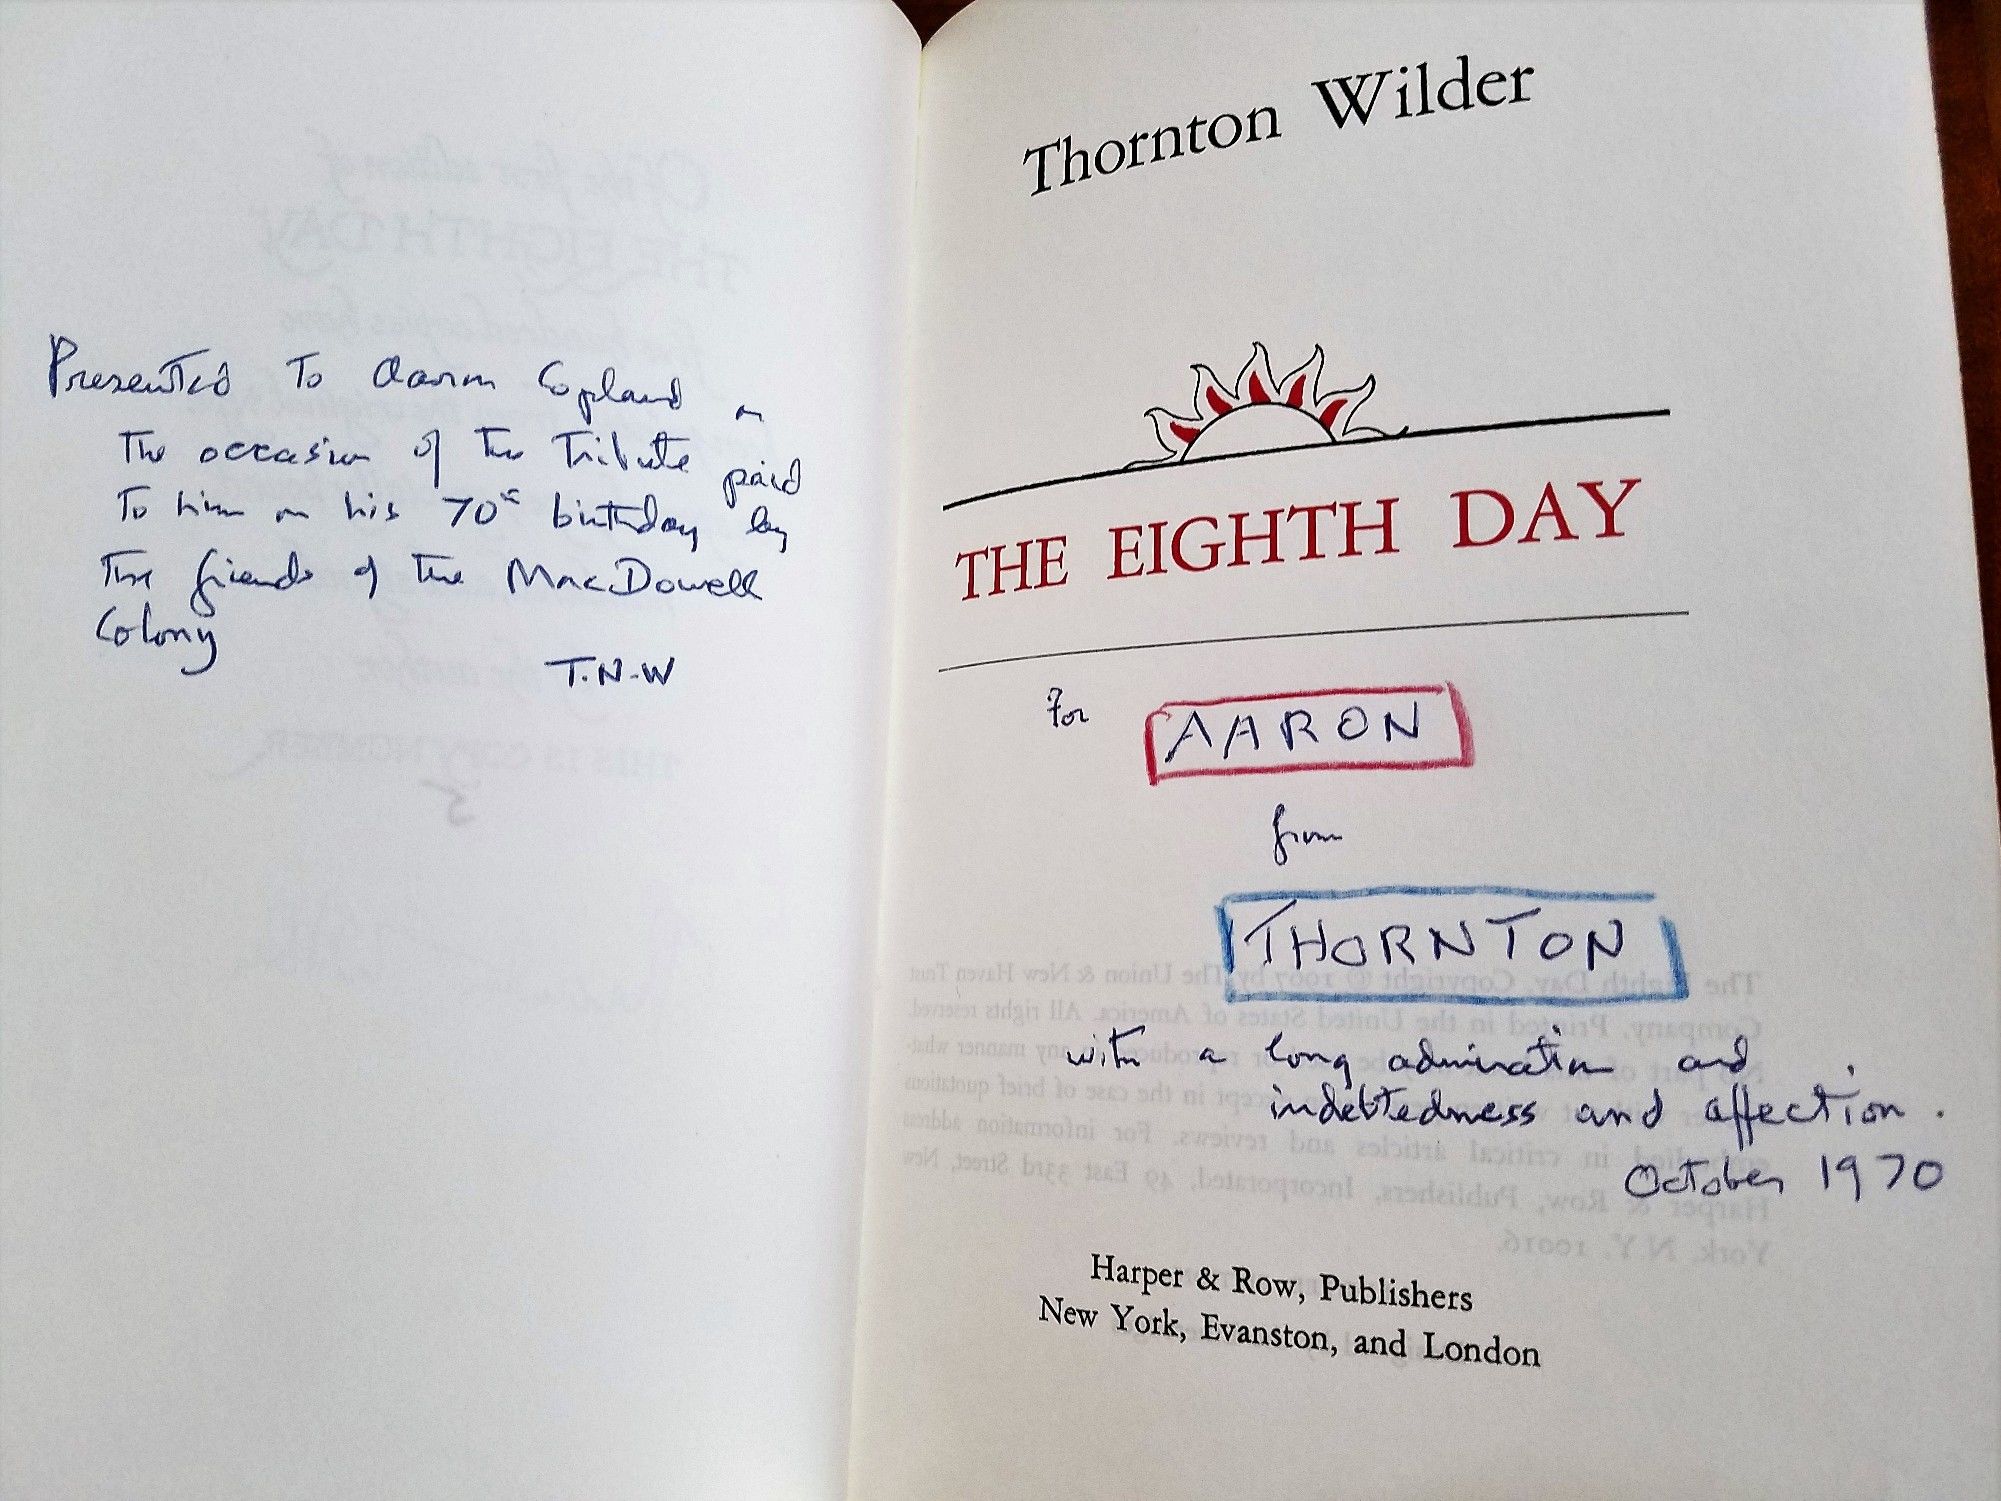 Presented to Aaron Copland on
the occasion of the tribute paid
to him on his 70th birthday by
the friends of the MacDowell
Colony
T.N.W
Thornton Wilder
THE EIGHTH DAY
For AARON
from
THORNTON
with a long admiration and
indebtedness and affection.
October 1970
Harper & Row, Publishers
New York, Evanston, and London